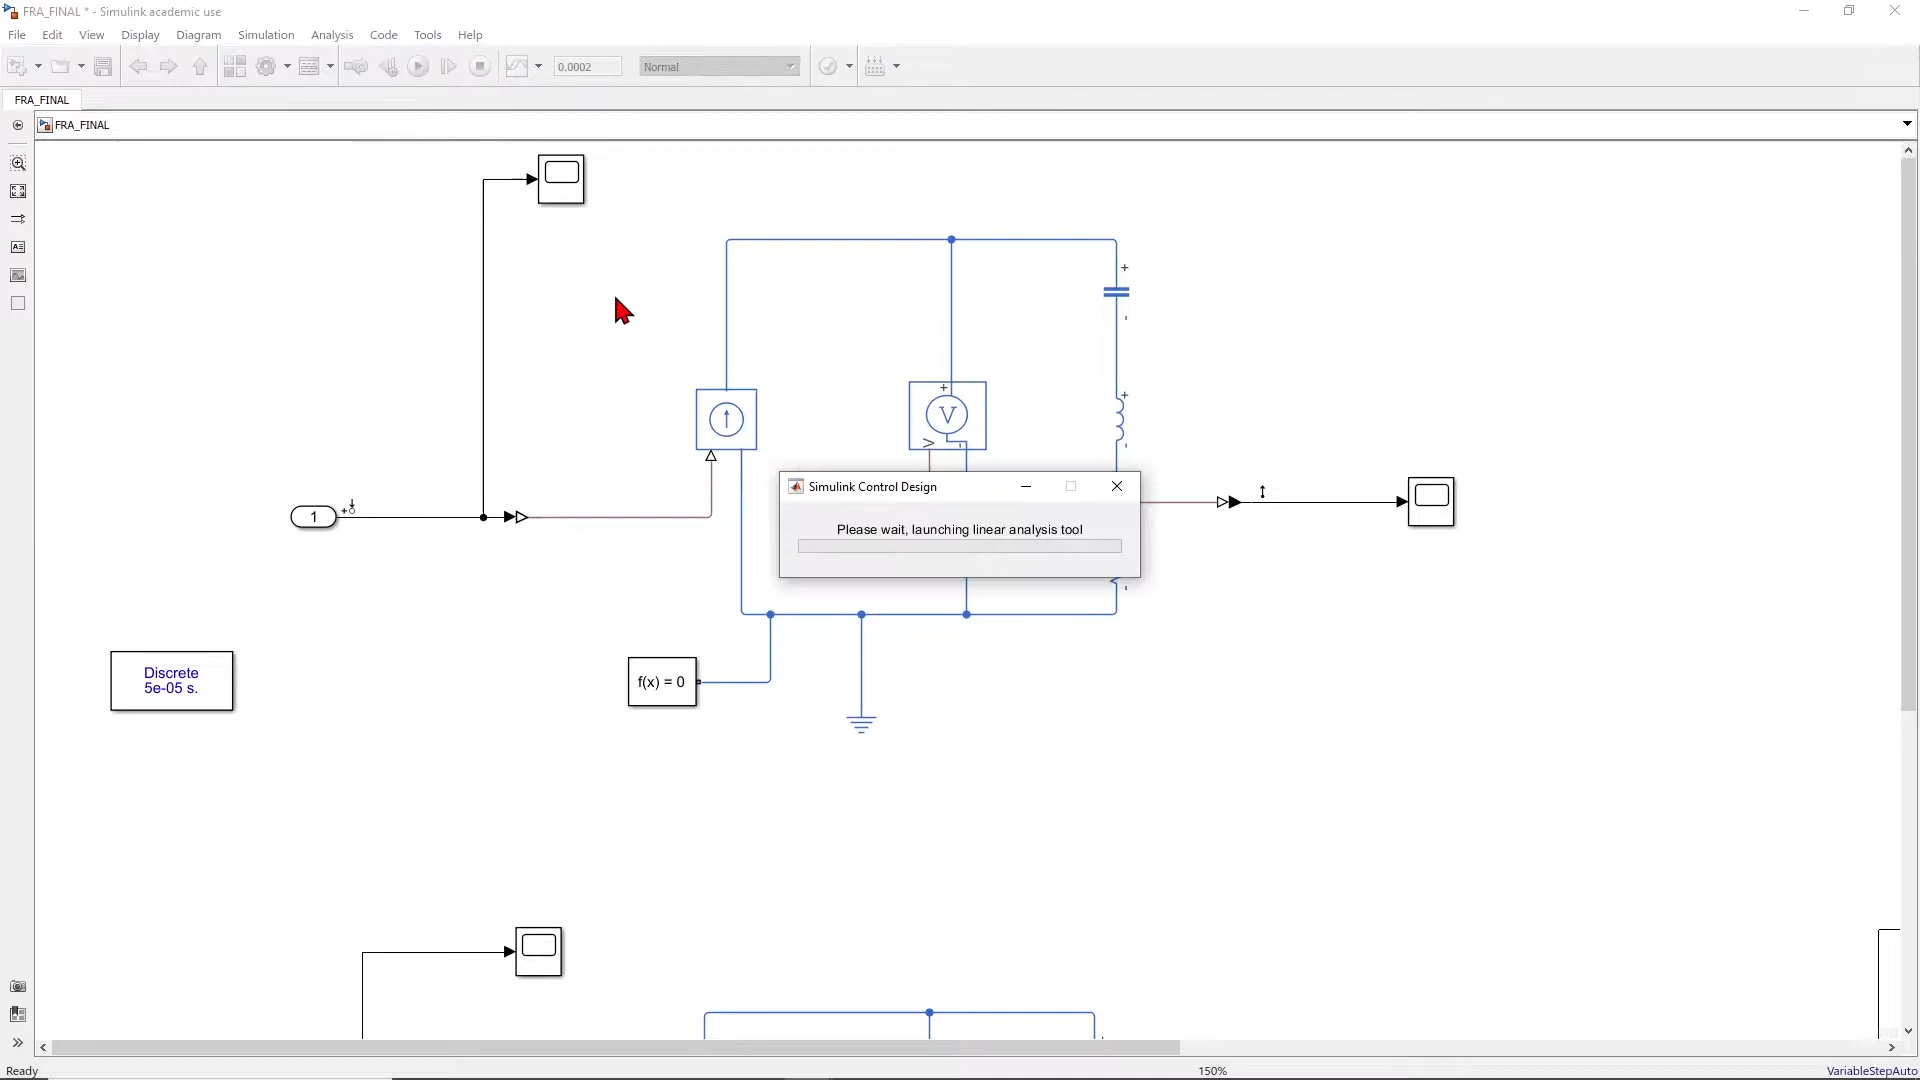 FRA_FINAL * - Simulink academic use
File Edit View Display Diagram Simulation Analysis Code Tools Help
0.0002 Normal
FRA_FINAL
FRA_FINAL
+
-
+
+
V
V
-
-
1
Simulink Control Design
Please wait, launching linear analysis tool
-
Discrete
5e-05 s.
f(x) = 0
Ready 150% VariableStepAuto